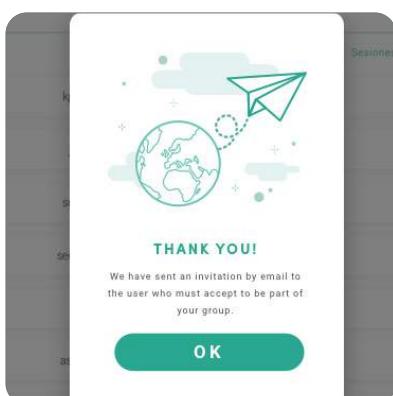 Sesiones
THANK YOU!
We have sent an invitation by email to
the user who must accept to be part of
your group.
OK